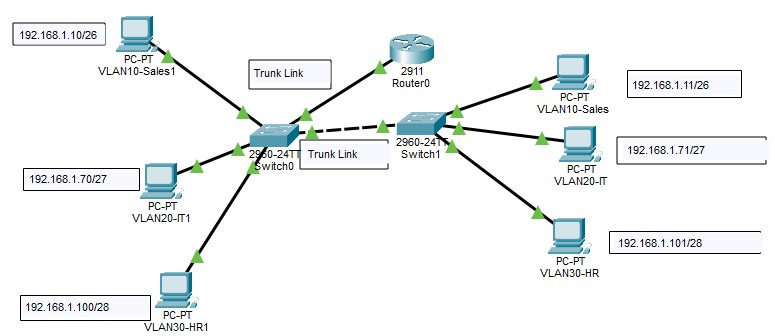 192.168.1.10/26
PC-PT
VLAN10-Sales1
Trunk Link
2911
Router0
PC-PT
VLAN10-Sales
192.168.1.11/26
2960-24TT
Switch0
Trunk Link
2960-24TT
Switch1
192.168.1.70/27
PC-PT
VLAN20-IT1
PC-PT
VLAN20-IT
192.168.1.71/27
192.168.1.100/28
PC-PT
VLAN30-HR1
PC-PT
VLAN30-HR
192.168.1.101/28